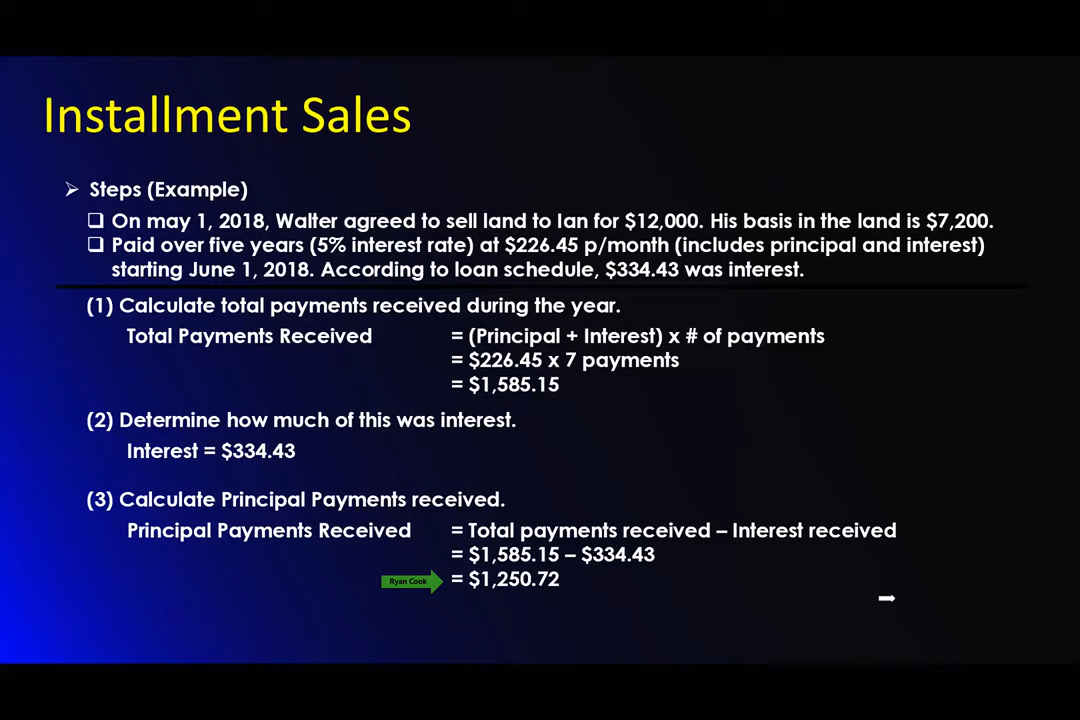 Installment Sales
Steps (Example)
On may 1, 2018, Walter agreed to sell land to Ian for $12,000. His basis in the land is $7,200.
Paid over five years (5% interest rate) at $226.45 p/month (includes principal and interest)
starting June 1, 2018. According to loan schedule, $334.43 was interest.
(1) Calculate total payments received during the year.
Total Payments Received = (Principal + Interest) x # of payments
= $226.45 x 7 payments
= $1,585.15
(2) Determine how much of this was interest.
Interest = $334.43
(3) Calculate Principal Payments received.
Principal Payments Received = Total payments received – Interest received
= $1,585.15 – $334.43
Ryan Cook = $1,250.72